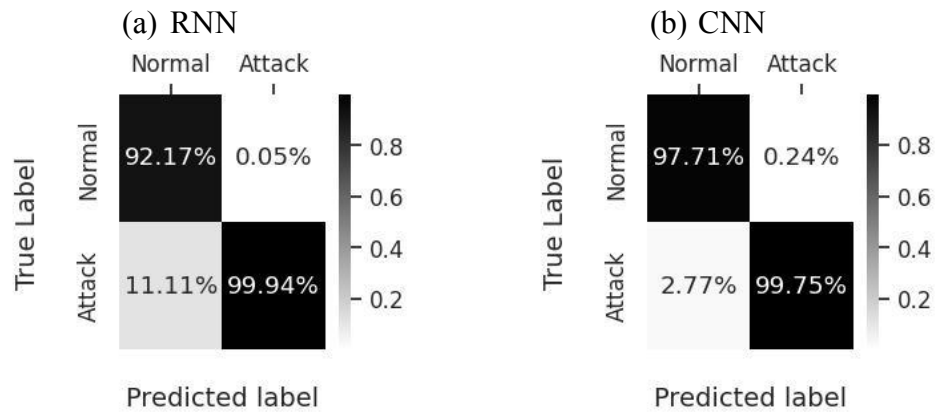 (a) RNN
Normal Attack
True Label
Normal
Attack
92.17% 0.05%
11.11% 99.94%
0.8
0.6
0.4
0.2
Predicted label
(b) CNN
Normal Attack
True Label
Normal
Attack
97.71% 0.24%
2.77% 99.75%
0.8
0.6
0.4
0.2
Predicted label